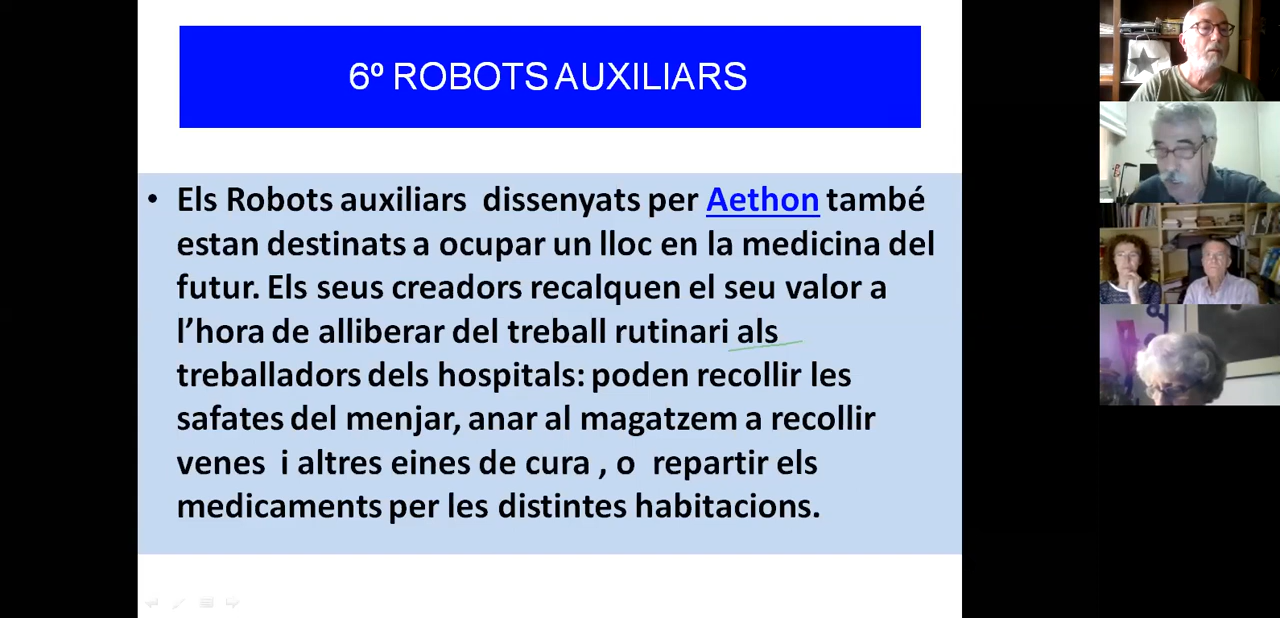 6º ROBOTS AUXILIARS
• Els Robots auxiliars dissenyats per Aethon també
estan destinats a ocupar un lloc en la medicina del
futur. Els seus creadors recalquen el seu valor a
l’hora de alliberar del treball rutinari als
treballadors dels hospitals: poden recollir les
safates del menjar, anar al magatzem a recollir
venes i altres eines de cura , o repartir els
medicaments per les distintes habitacions.